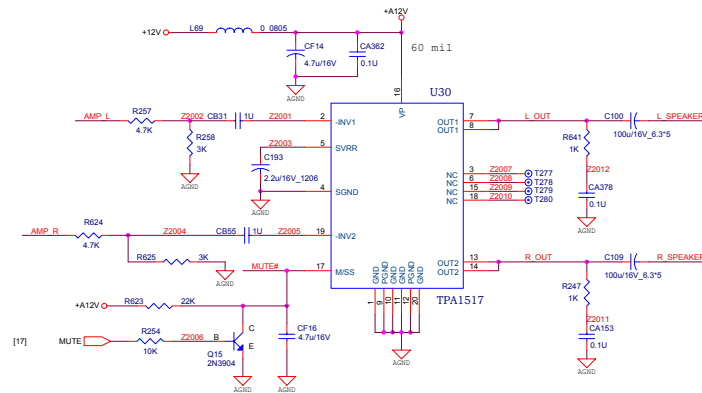 +A12V
+12V
L69
0_0805
CF14
4.7u/16V
CA362
0.1U
60 mil
AGND
16
U30
VP
AMP_L
R257
4.7K
Z2002
CB31
1U
Z2001
2
-INV1
OUT1
7
L_OUT
C100
L_SPEAKER
OUT1
8
100u/16V_6.3*5
R258
3K
AGND
Z2003
5
SVRR
R641
1K
C193
2.2u/16V_1206
4
SGND
AGND
NC
3
Z2007
T277
NC
6
Z2008
T278
NC
15
Z2009
T279
NC
18
Z2010
T280
Z2012
CA378
0.1U
AGND
AMP_R
R624
4.7K
Z2004
CB55
1U
Z2005
19
-INV2
R625
3K
AGND
MUTE#
17
M/SS
OUT2
13
R_OUT
C109
R_SPEAKER
OUT2
14
100u/16V_6.3*5
GND
PGND
GND
GND
PGND
GND
1
9
10
11
12
20
TPA1517
R247
1K
+A12V
R623
22K
Z2011
CA153
0.1U
AGND
[17]
MUTE
R254
10K
Z2006
B
C
E
Q15
2N3904
CF16
4.7u/16V
AGND
AGND
AGND